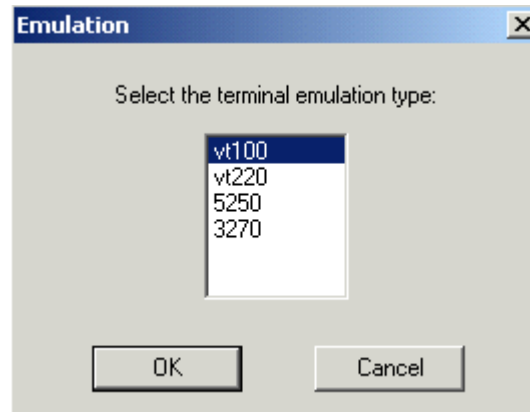 Emulation
Select the terminal emulation type:
vt100
vt220
5250
3270
OK
Cancel